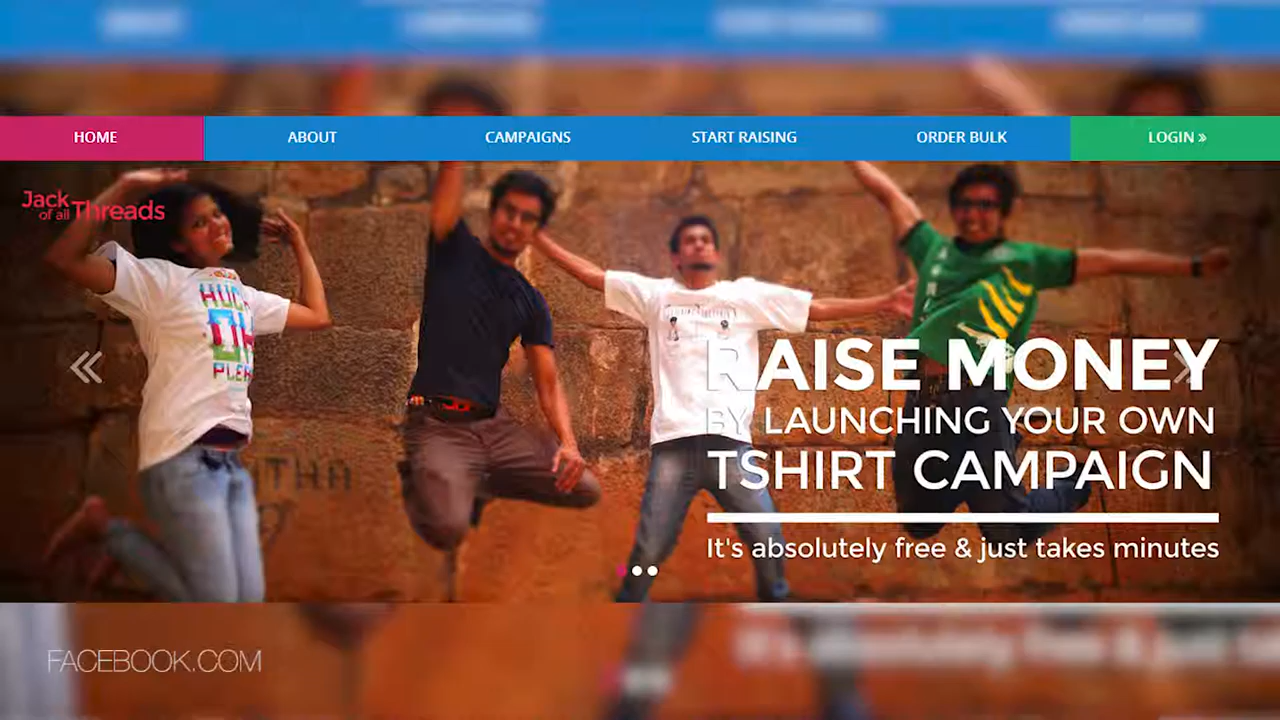 HOME
ABOUT
CAMPAIGNS
START RAISING
ORDER BULK
LOGIN »
Jack
of all Threads
RAISE MONEY
BY LAUNCHING YOUR OWN
TSHIRT CAMPAIGN
It's absolutely free & just takes minutes
FACEBOOK.COM